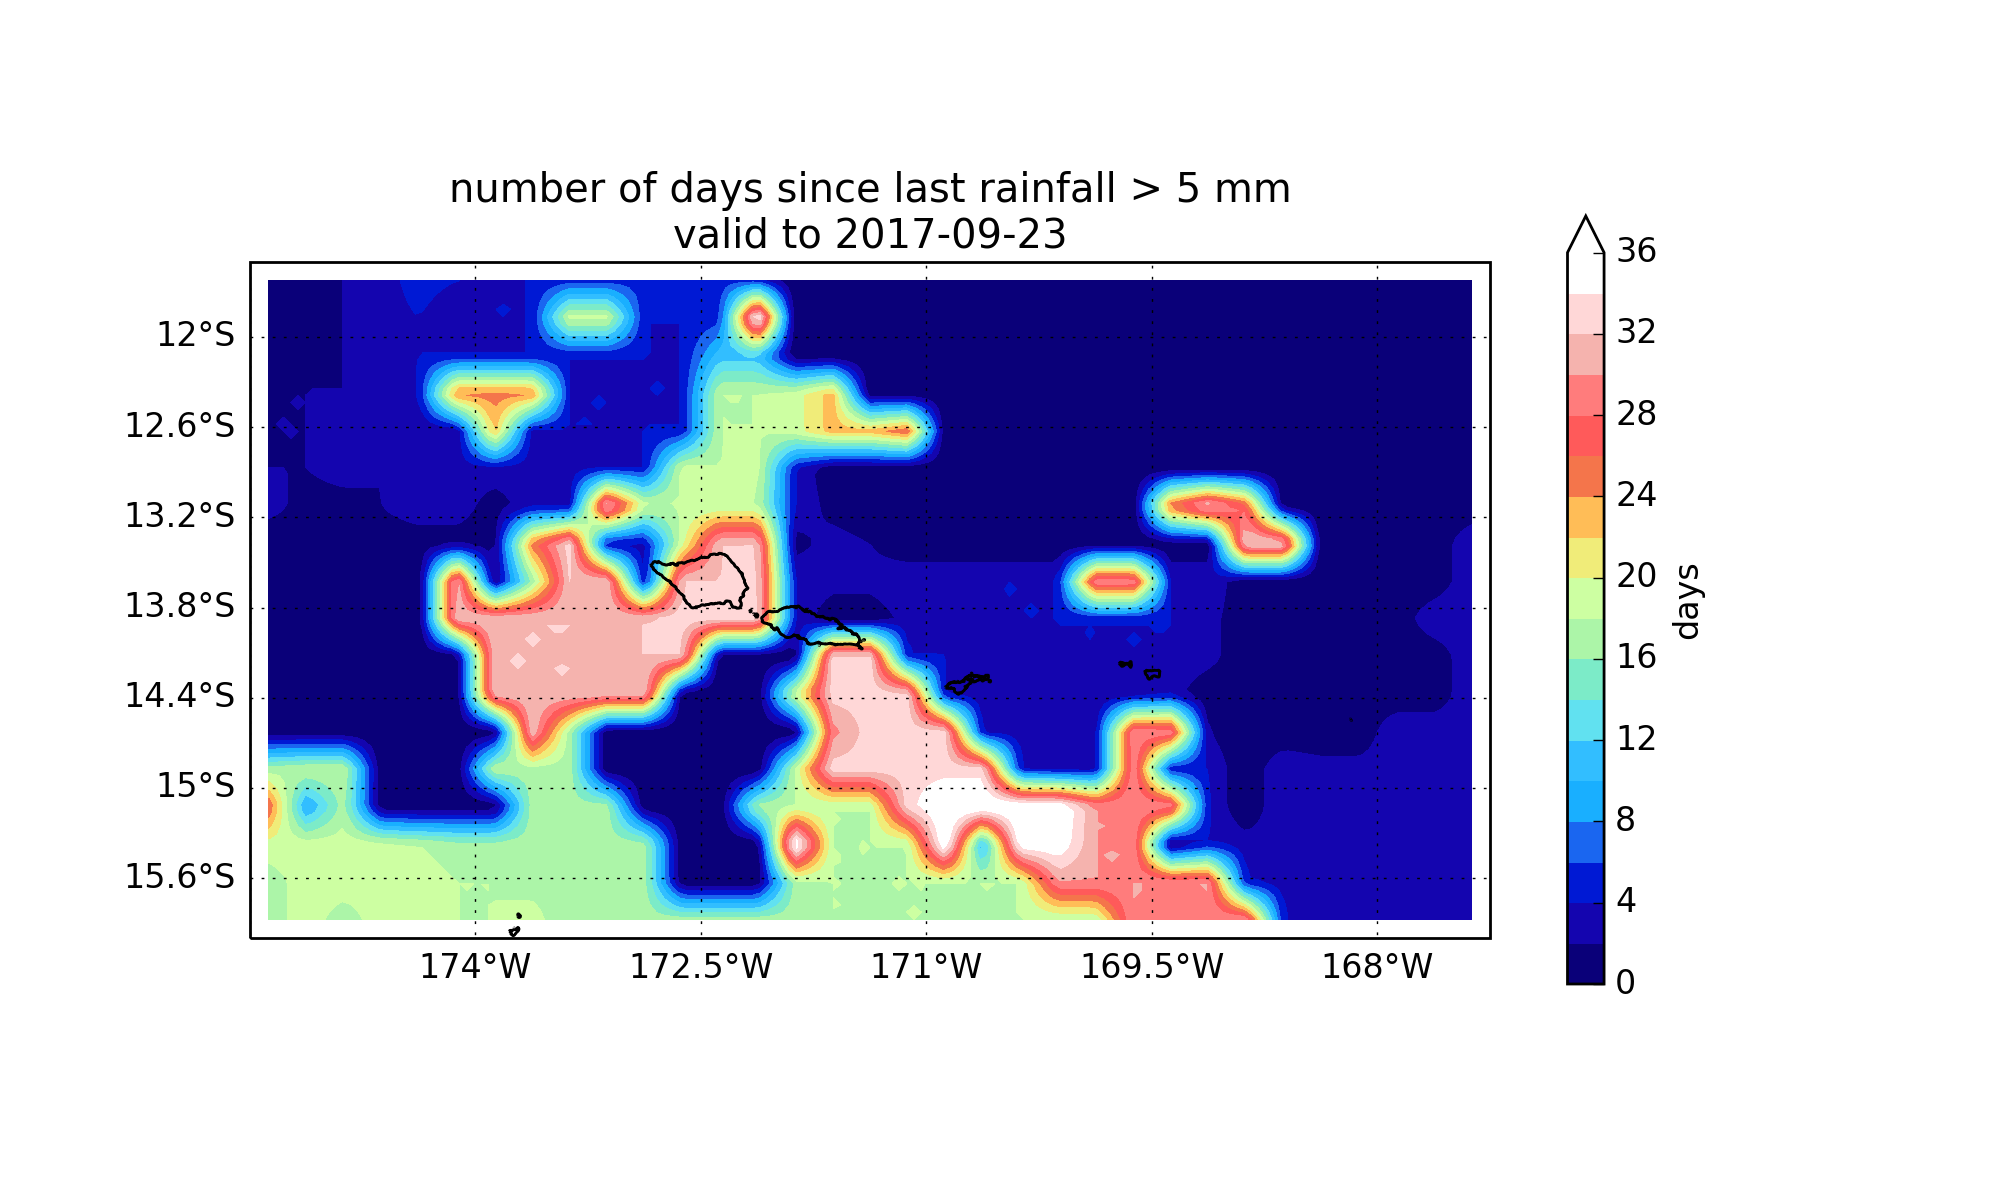 number of days since last rainfall > 5 mm
valid to 2017-09-23
12°S
12.6°S
13.2°S
13.8°S
14.4°S
15°S
15.6°S
174°W 172.5°W 171°W 169.5°W 168°W
36
32
28
24
20
16
12
8
4
0
days